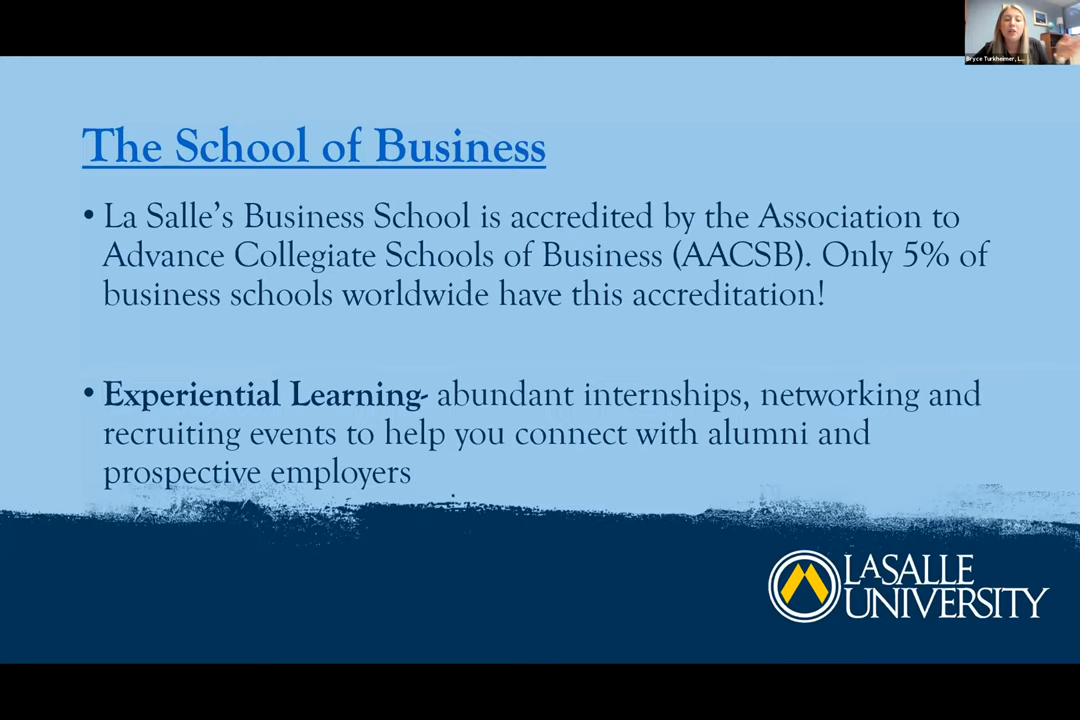 Bryce Turkheimer, L...
The School of Business
• La Salle's Business School is accredited by the Association to
Advance Collegiate Schools of Business (AACSB). Only 5% of
business schools worldwide have this accreditation!
• Experiential Learning- abundant internships, networking and
recruiting events to help you connect with alumni and
prospective employers
LASALLE
UNIVERSITY